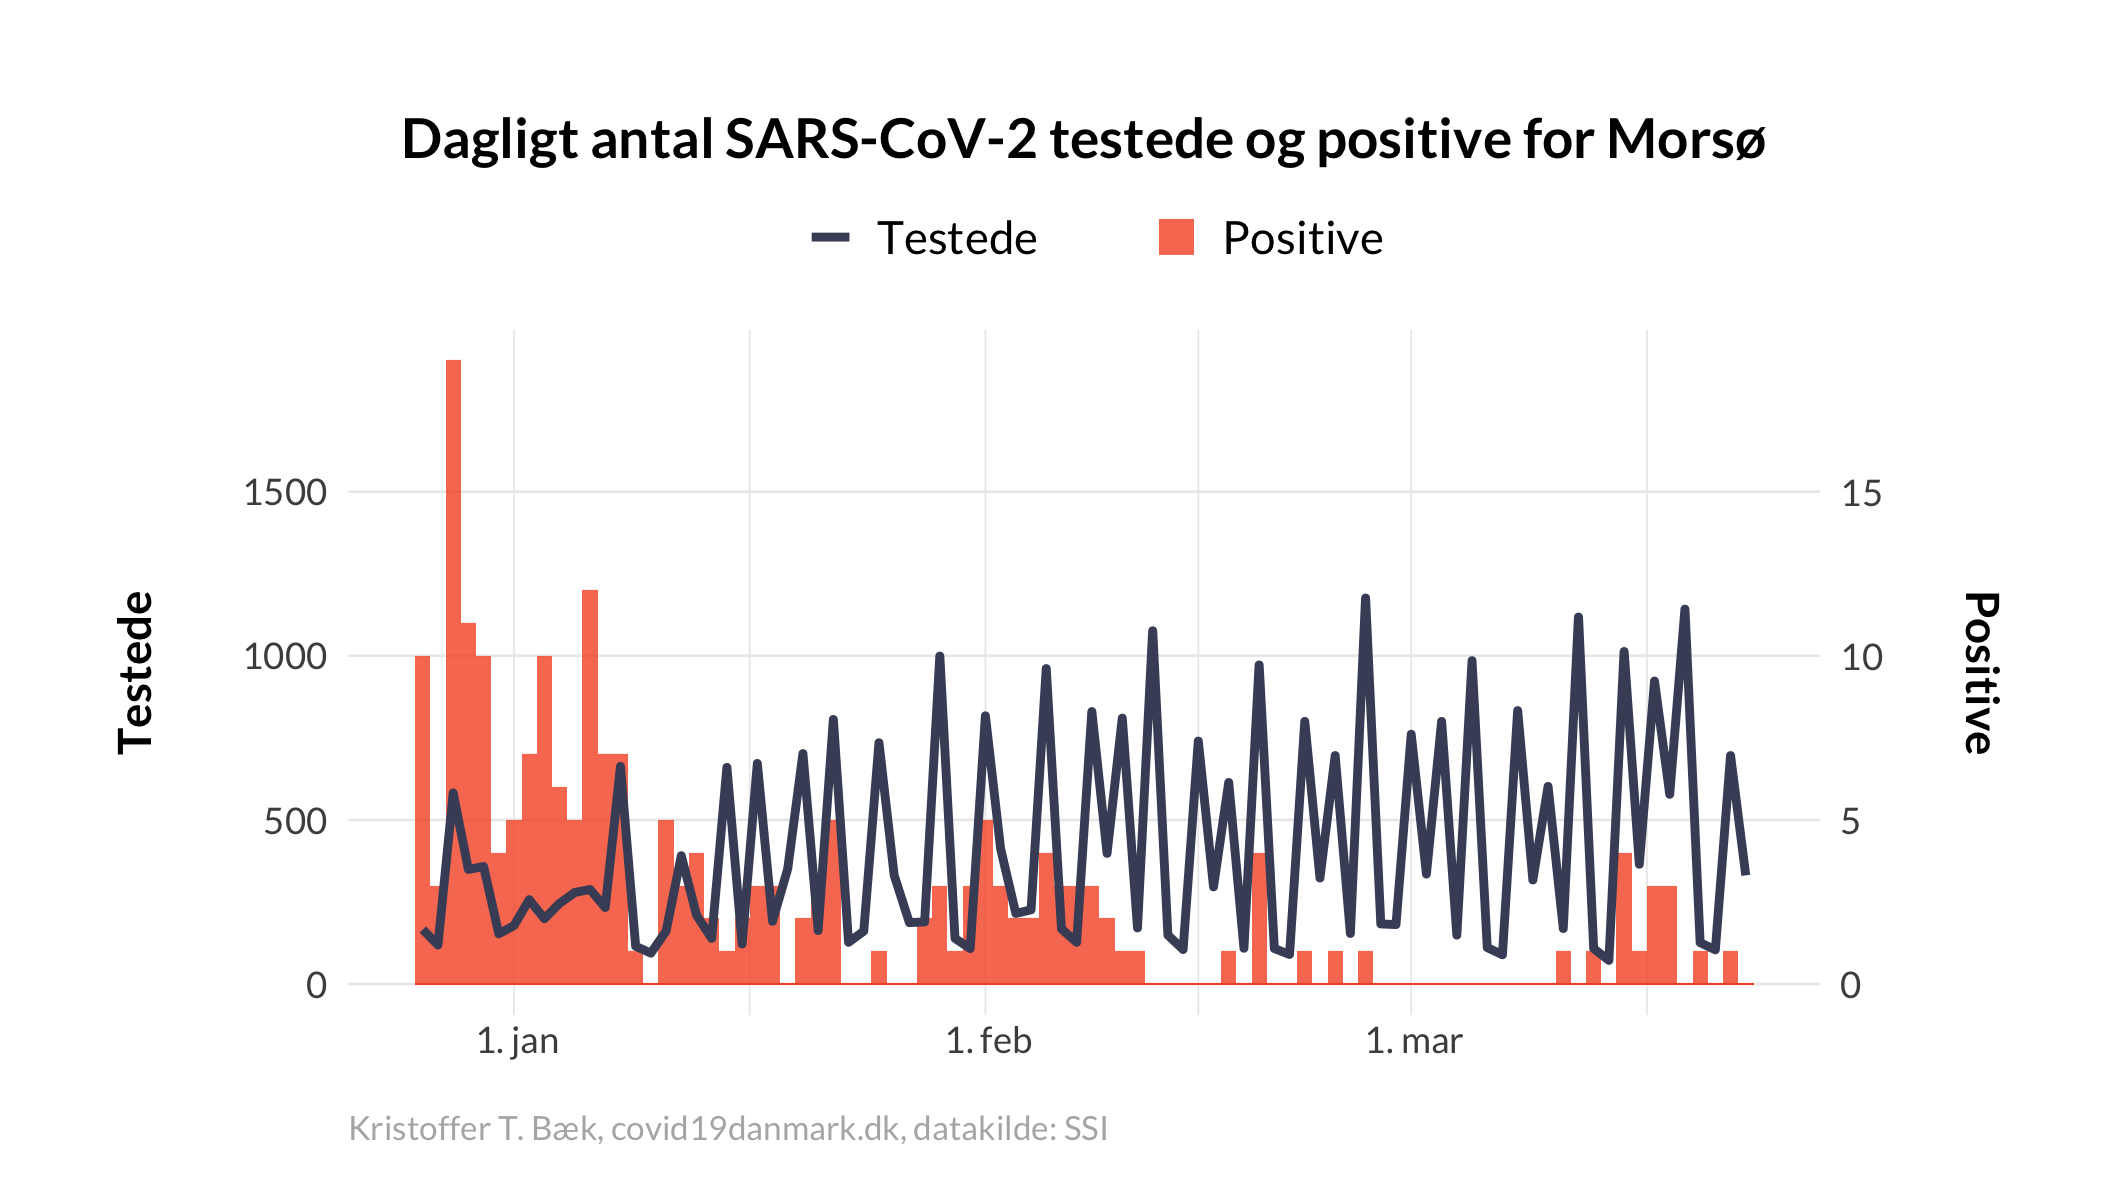 Dagligt antal SARS-CoV-2 testede og positive for Morsø
Testede Positive
1500 15
1000 10
500 5
0 0
Testede
Positive
1. jan 1. feb 1. mar
Kristoffer T. Bæk, covid19danmark.dk, datakilde: SSI